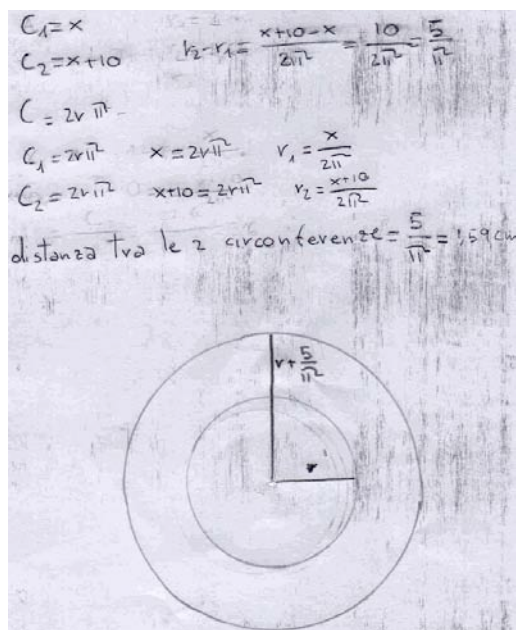 C₁=x
C₂=x+10
r₂-r₁= x+10-x/2π = 10/2π = 5/π
C = 2rπ
C₁ = 2rπ x = 2rπ r₁ = x/2π
C₂ = 2rπ x+10 = 2rπ r₂ = x+10/2π
distanza tra le 2 circonferenze = 5/π = 1,59 cm
r + 5/π
r